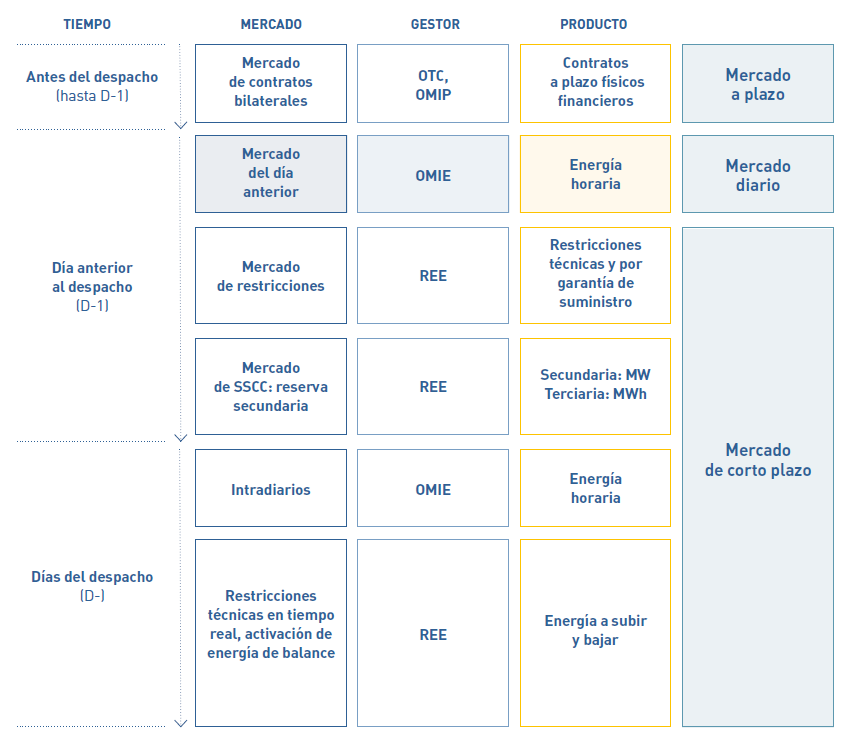 TIEMPO
MERCADO
GESTOR
PRODUCTO
Antes del despacho
(hasta D-1)
Mercado
de contratos
bilaterales
OTC,
OMIP
Contratos
a plazo físicos
financieros
Mercado
a plazo
Día anterior
al despacho
(D-1)
Mercado
del día
anterior
OMIE
Energía
horaria
Mercado
diario
Mercado
de restricciones
REE
Restricciones
técnicas y por
garantía de
suministro
Mercado
de SSCC: reserva
secundaria
REE
Secundaria: MW
Terciaria: MWh
Mercado
de corto plazo
Días del despacho
(D-)
Intradiarios
OMIE
Energía
horaria
Restricciones
técnicas en tiempo
real, activación de
energía de balance
REE
Energía a subir
y bajar